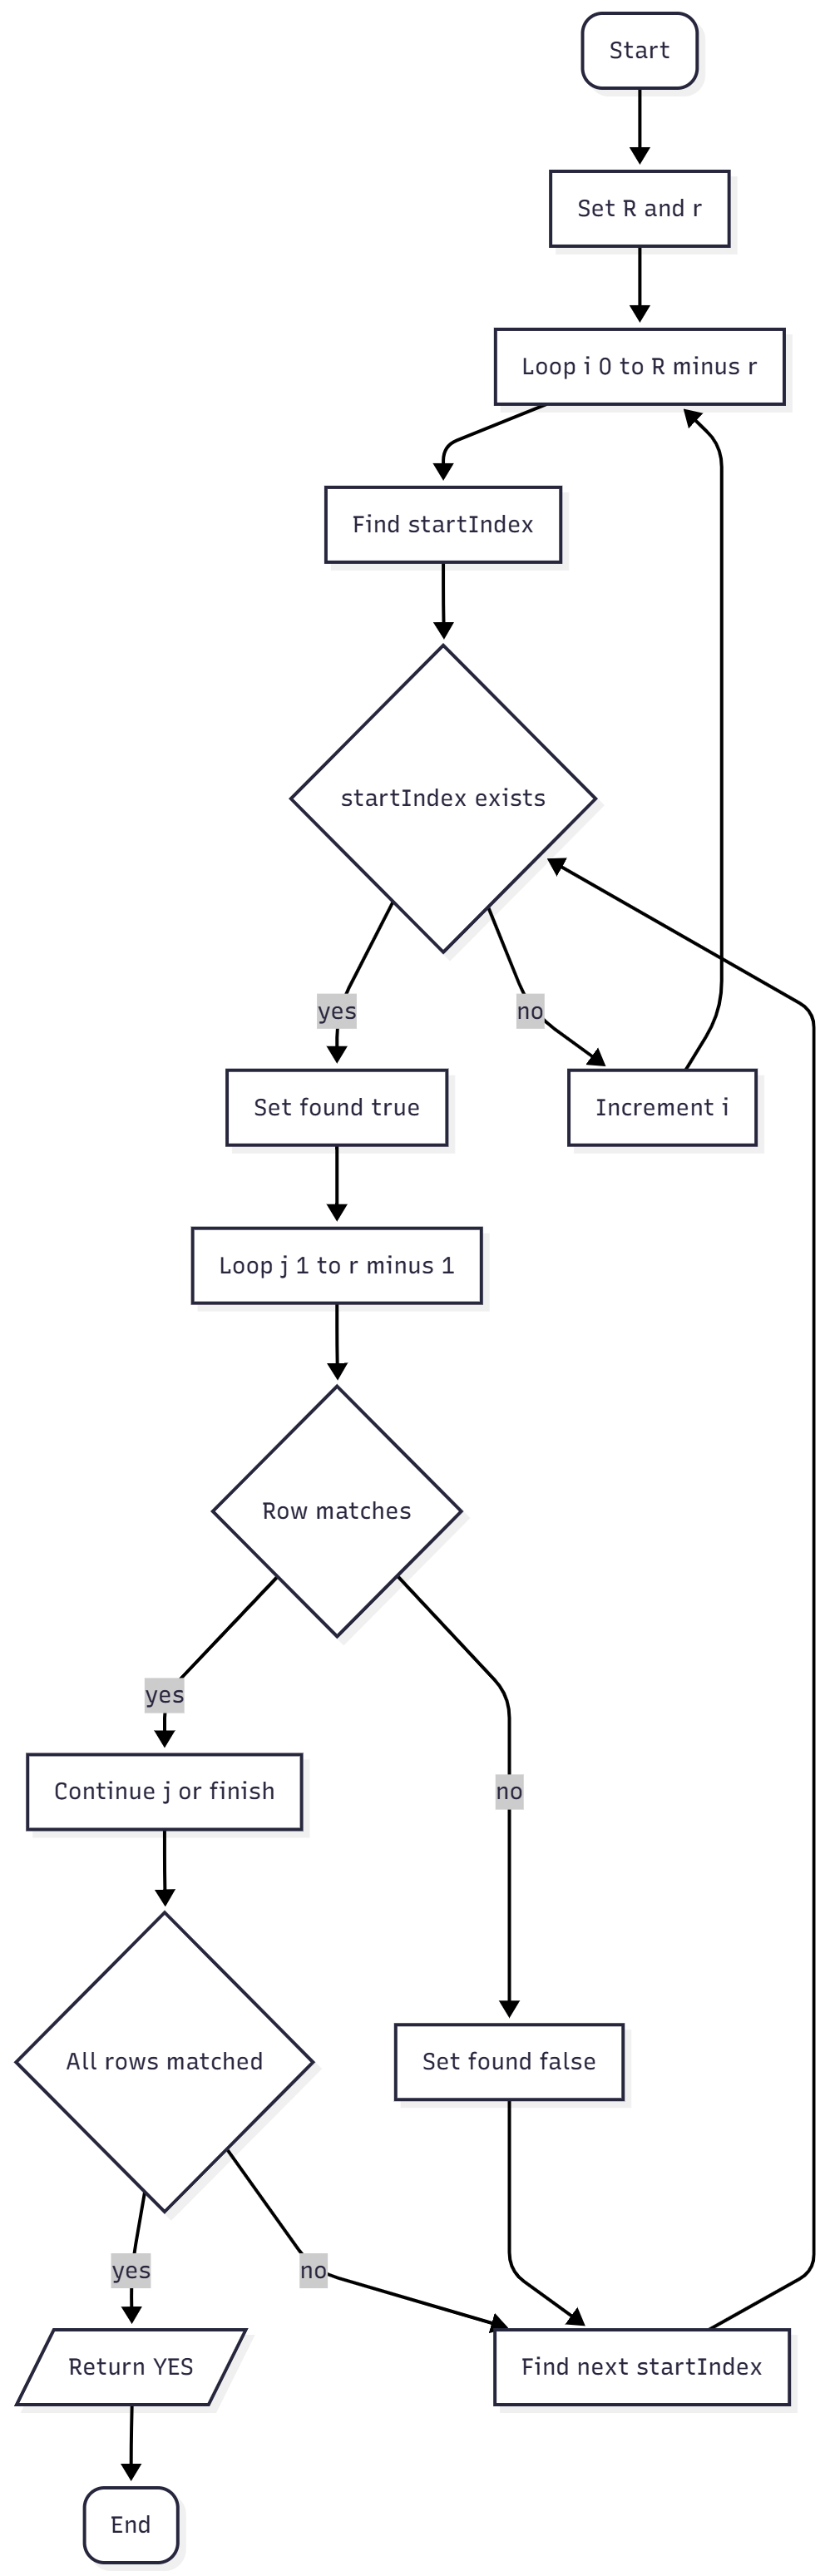 Start
Set R and r
Loop i 0 to R minus r
Find startIndex
startIndex exists
yes
no
Set found true
Increment i
Loop j 1 to r minus 1
Row matches
yes
Continue j or finish
no
All rows matched
Set found false
yes
no
Return YES
Find next startIndex
End